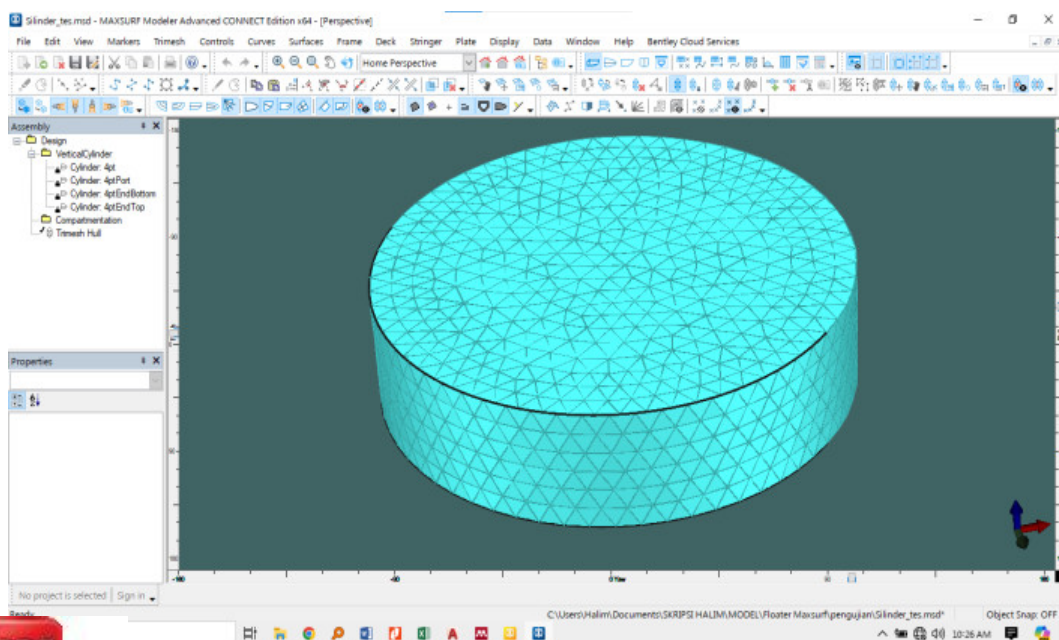 Silinder_tes.msd - MAXSURF Modeler Advanced CONNECT Edition x64 - [Perspective]
File Edit View Markers Trimesh Controls Curves Surfaces Frame Deck Stringer Plate Display Data Window Help Bentley Cloud Services
Home Perspective
Assembly
Design
VerticalCylinder
Cylinder: 4pt
Cylinder: 4ptPort
Cylinder: 4ptEndBottom
Cylinder: 4ptEndTop
Compartmentation
Trimesh Hull
Properties
No project is selected Sign in
Ready
C:\Users\Halim\Documents\SKRIPSI HALIM\MODEL\Floater Maxsurf\pengujian\Silinder_tes.msd* Object Snap: OFF
10:26 AM